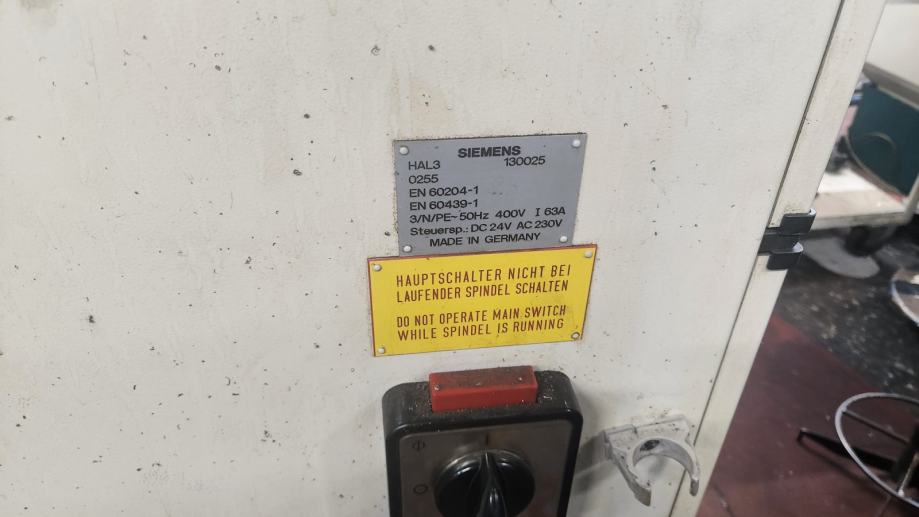 SIEMENS
HAL3 130025
0255
EN 60204-1
EN 60439-1
3/N/PE~50Hz 400V I 63A
Steuersp.: DC 24V AC 230V
MADE IN GERMANY
HAUPTSCHALTER NICHT BEI
LAUFENDER SPINDEL SCHALTEN
DO NOT OPERATE MAIN SWITCH
WHILE SPINDEL IS RUNNING